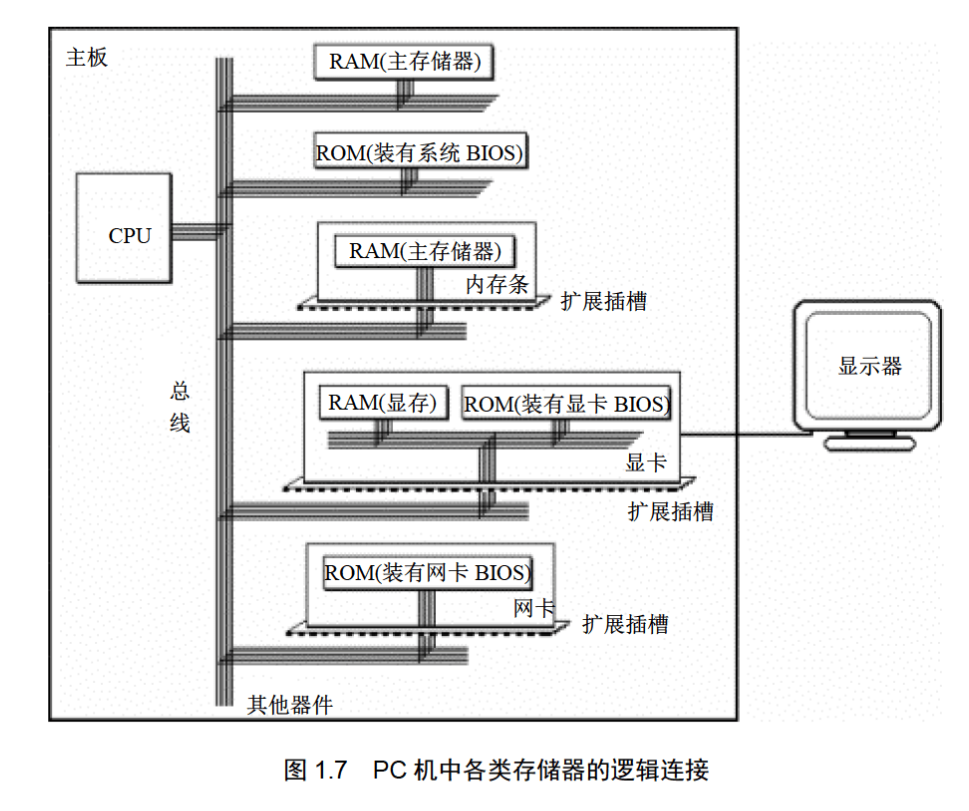 主板
RAM(主存储器)
ROM(装有系统 BIOS)
CPU
RAM(主存储器)
内存条
扩展插槽
总
线
显示器
RAM(显存)
ROM(装有显卡 BIOS)
显卡
扩展插槽
ROM(装有网卡 BIOS)
网卡
扩展插槽
其他器件
图 1.7 PC 机中各类存储器的逻辑连接